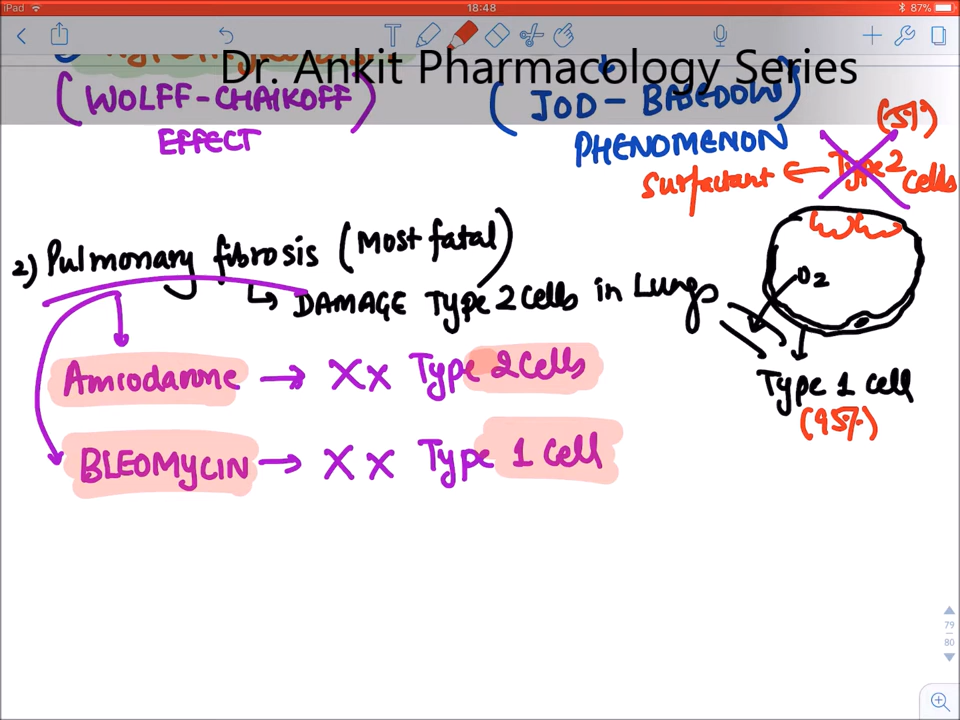 iPad
18:48
87%
Dr. Ankit Pharmacology Series
(WOLFF-CHAIKOFF)
EFFECT
(JOD-BASEDOW)
PHENOMENON
(5%)
Surfactant ← Type 2 Cells
2) Pulmonary fibrosis (Most fatal)
↳ DAMAGE Type 2 Cells in Lungs
O2
Amiodarone → XX Type 2 Cells
Type 1 cell
(95%)
BLEOMYCIN → XX Type 1 Cell
79
80